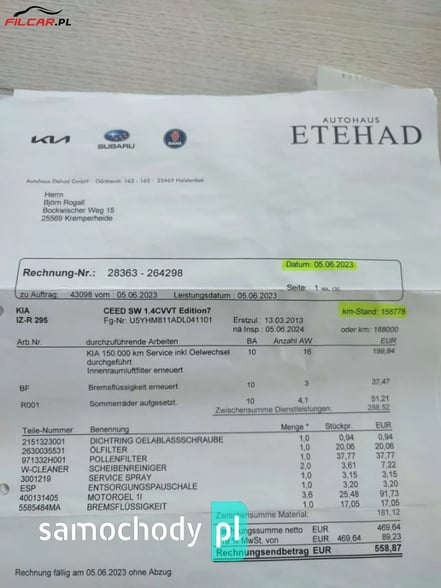 FILCAR.PL
KIA SUBARU SAAB
AUTOHAUS
ETEHAD
Autohaus Etehad GmbH · Gärtnerstr. 163 - 165 · 25469 Halstenbek
Herrn
Björn Rogall
Bockwischer Weg 15
25569 Kremperheide
Datum: 05.06.2023
Rechnung-Nr.: 28363 - 264298
Seite: 1
zu Auftrag: 43098 vom : 05.06.2023 Leistungsdatum : 05.06.2023
KIA CEED SW 1.4CVVT Edition7 km-Stand: 158778
IZ-R 295 Fg-Nr.: U5YHM811ADL041101 Erstzul.: 13.03.2013
nä.Insp.: 05.06.2024 oder km: 188000
Arb.Nr. durchzuführende Arbeiten BA Anzahl AW EUR
KIA 150.000 km Service inkl.Oelwechsel 10 16 199,84
durchgeführt
Innenraumluftfilter erneuert
BF Bremsflüssigkeit erneuert 10 3 37,47
R001 Sommerräder aufgesetzt. 10 4,1 51,21
Zwischensumme Dienstleistungen: 288,52
Teile-Nummer Benennung Menge * Stückpr. EUR
2151323001 DICHTRING OELABLASSCHRAUBE 1,0 0,94 0,94
2630035531 ÖLFILTER 1,0 20,06 20,06
971332H001 POLLENFILTER 1,0 37,77 37,77
W-CLEANER SCHEIBENREINIGER 2,0 3,61 7,22
3001219 SERVICE SPRAY 1,0 3,15 3,15
ESP ENTSORGUNGSPAUSCHALE 1,0 3,20 3,20
400131405 MOTOROEL 1l 3,6 25,48 91,73
5585484MA BREMSFLÜSSIGKEIT 1,0 17,05 17,05
Zwischensumme Material: 181,12
ungssumme netto EUR 469,64
% MwSt. von EUR 469,64 89,23
Rechnungsendbetrag EUR 558,87
samochody pl
Rechnung fällig am 05.06.2023 ohne Abzug.